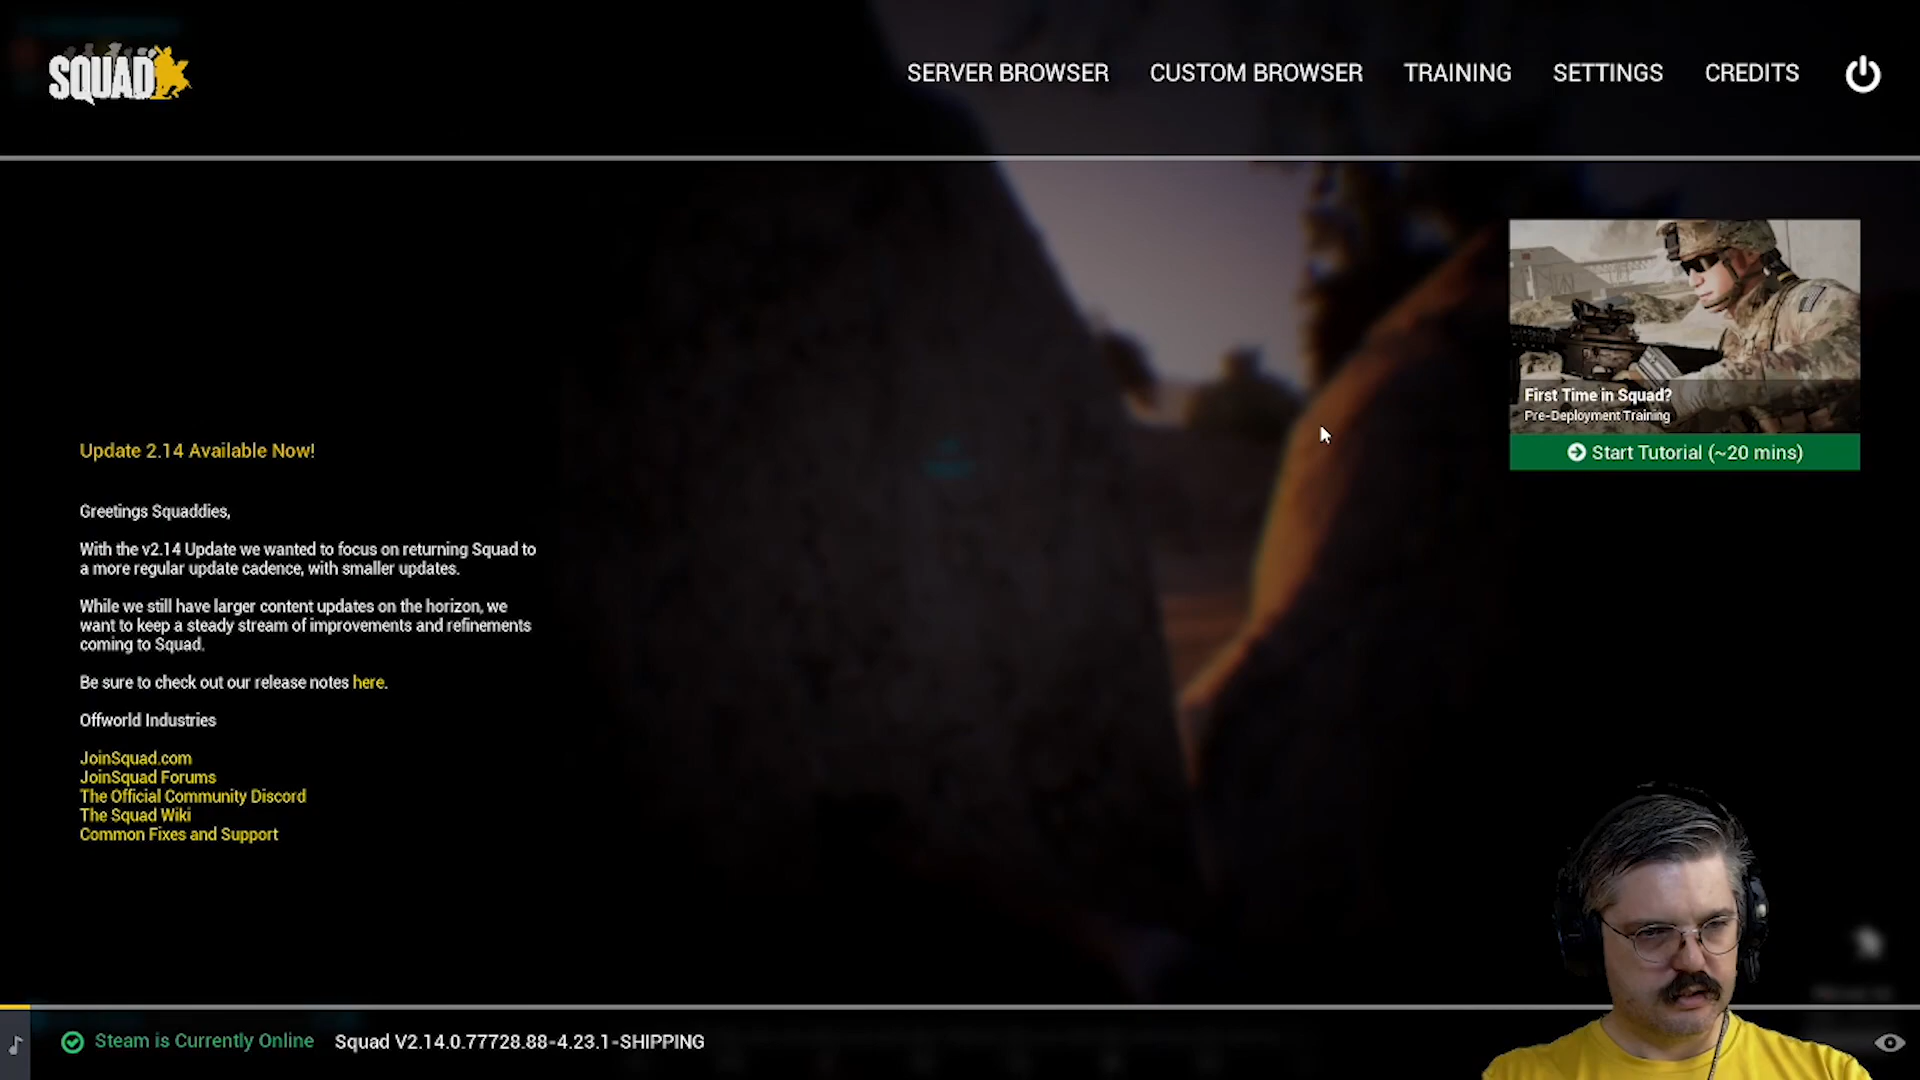 SQUAD
SERVER BROWSER
CUSTOM BROWSER
TRAINING
SETTINGS
CREDITS
First Time in Squad?
Pre-Deployment Training
Start Tutorial (~20 mins)
Update 2.14 Available Now!
Greetings Squaddies,
With the v2.14 Update we wanted to focus on returning Squad to
a more regular update cadence, with smaller updates.
While we still have larger content updates on the horizon, we
want to keep a steady stream of improvements and refinements
coming to Squad.
Be sure to check out our release notes here.
Offworld Industries
JoinSquad.com
JoinSquad Forums
The Official Community Discord
The Squad Wiki
Common Fixes and Support
Steam is Currently Online
Squad V2.14.0.77728.88-4.23.1-SHIPPING